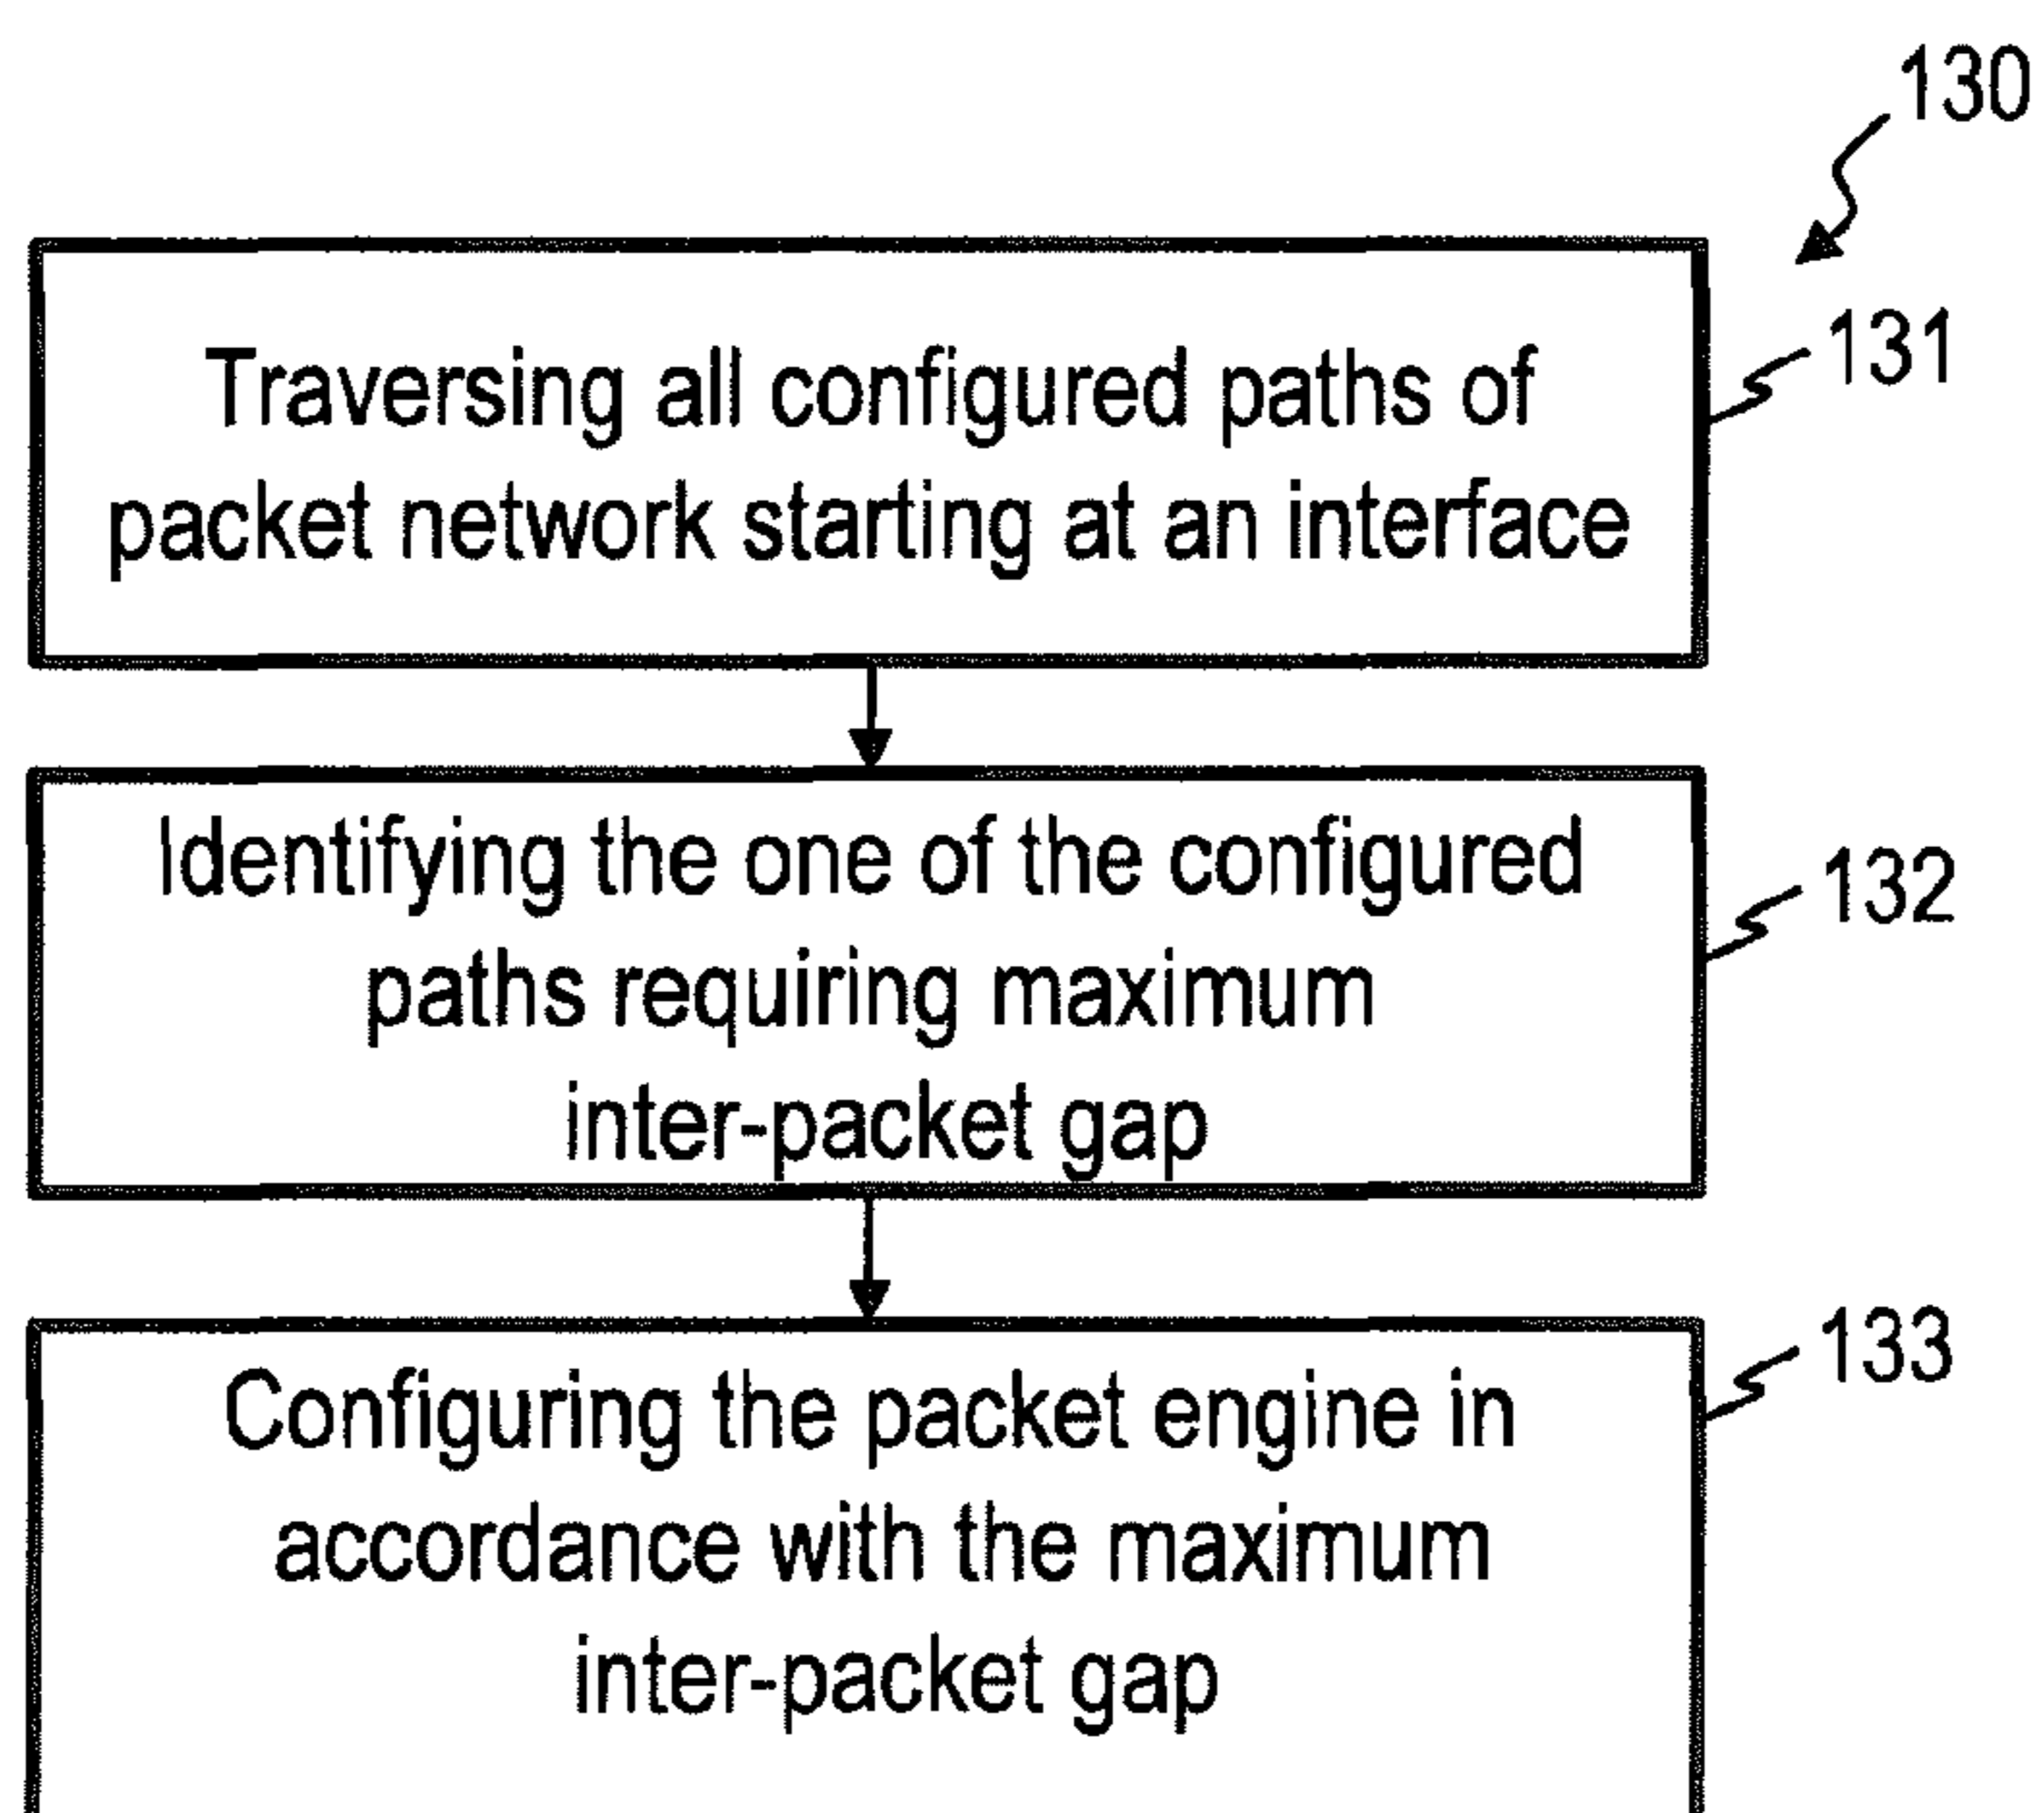 130
Traversing all configured paths of
packet network starting at an interface
131
Identifying the one of the configured
paths requiring maximum
inter-packet gap
132
Configuring the packet engine in
accordance with the maximum
inter-packet gap
133